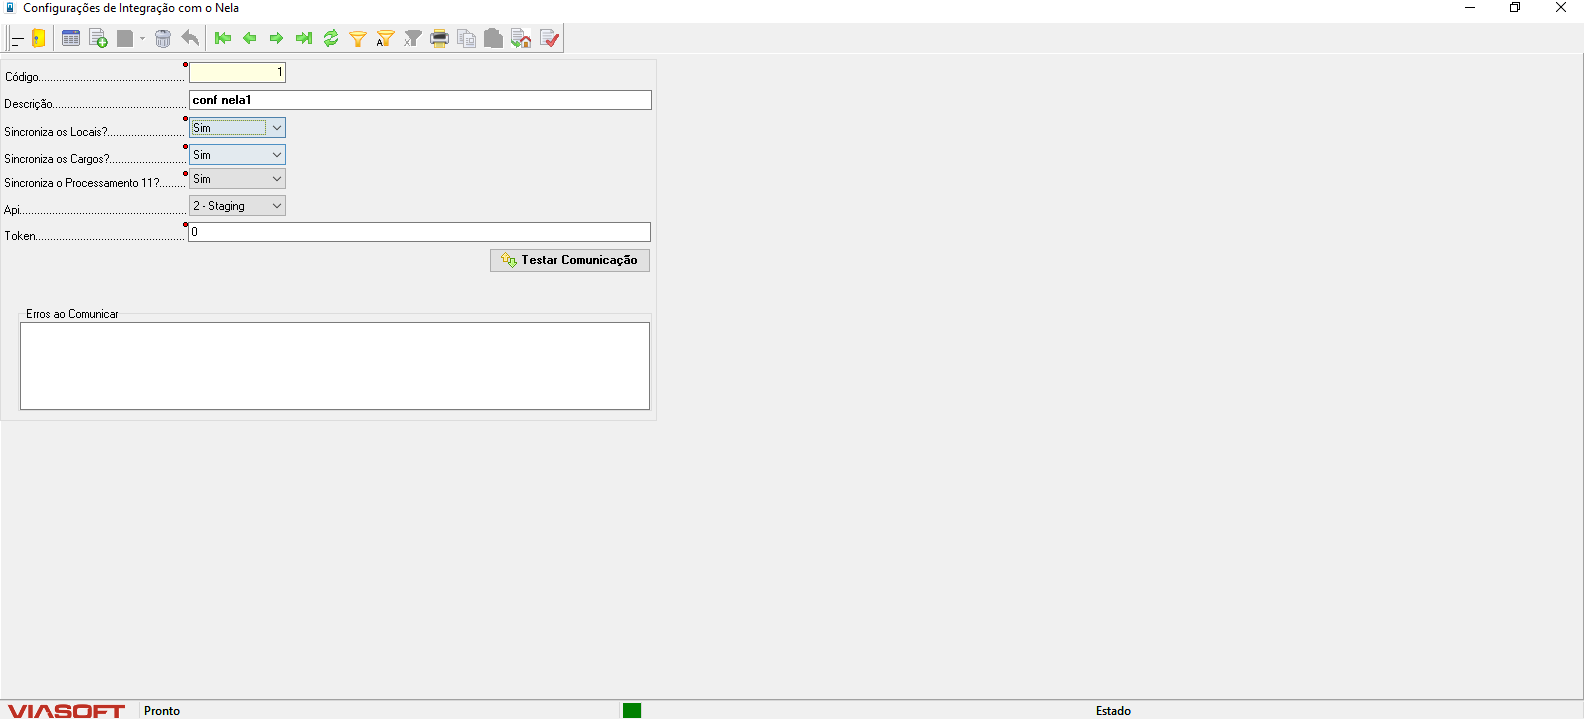 Configurações de Integração com o Nela
Código
1
Descrição
conf nela1
Sincroniza os Locais?
Sim
Sincroniza os Cargos?
Sim
Sincroniza o Processamento 11?
Sim
Api
2 - Staging
Token
0
Testar Comunicação
Erros ao Comunicar
VIASOFT
Pronto
Estado